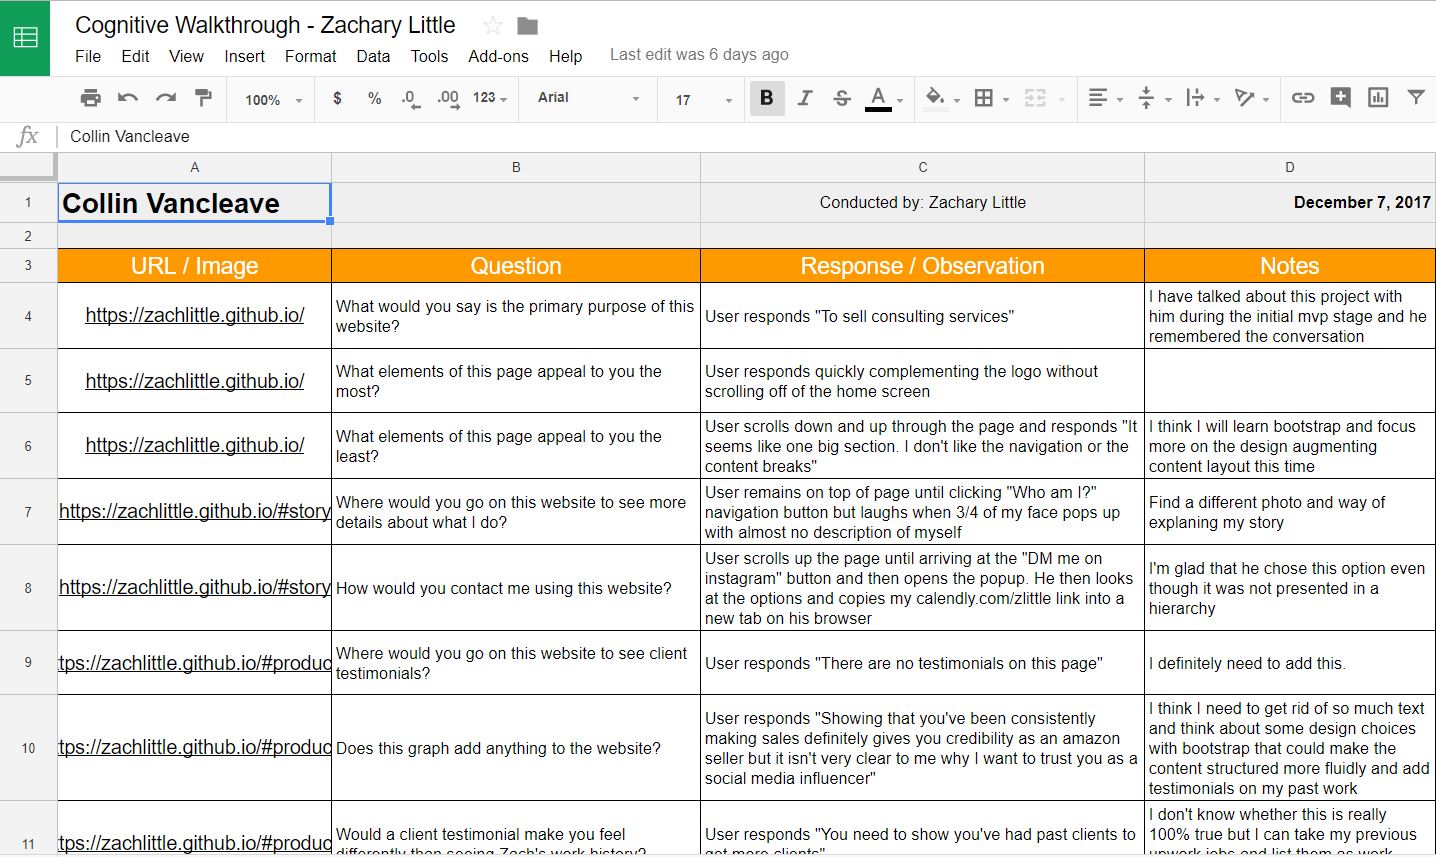 Cognitive Walkthrough - Zachary Little
File Edit View Insert Format Data Tools Add-ons Help Last edit was 6 days ago
100% $ % .0 .00 123 Arial 17 B I S A
fx Collin Vancleave
A B C D
1 Collin Vancleave Conducted by: Zachary Little December 7, 2017
2
3 URL / Image Question Response / Observation Notes
4
https://zachlittle.github.io/
What would you say is the primary purpose of this
website?
User responds "To sell consulting services"
I have talked about this project with
him during the initial mvp stage and he
remembered the conversation
5
https://zachlittle.github.io/
What elements of this page appeal to you the
most?
User responds quickly complementing the logo without
scrolling off of the home screen
6
https://zachlittle.github.io/
What elements of this page appeal to you the
least?
User scrolls down and up through the page and responds "It
seems like one big section. I don't like the navigation or the
content breaks"
I think I will learn bootstrap and focus
more on the design augmenting
content layout this time
7
https://zachlittle.github.io/#story
Where would you go on this website to see more
details about what I do?
User remains on top of page until clicking "Who am I?"
navigation button but laughs when 3/4 of my face pops up
with almost no description of myself
Find a different photo and way of
explaning my story
8
https://zachlittle.github.io/#story
How would you contact me using this website?
User scrolls up the page until arriving at the "DM me on
instagram" button and then opens the popup. He then looks
at the options and copies my calendly.com/zlittle link into a
new tab on his browser
I'm glad that he chose this option even
though it was not presented in a
hierarchy
9
tps://zachlittle.github.io/#produc
Where would you go on this website to see client
testimonials?
User responds "There are no testimonials on this page"
I definitely need to add this.
10
tps://zachlittle.github.io/#produc
Does this graph add anything to the website?
User responds "Showing that you've been consistently
making sales definitely gives you credibility as an amazon
seller but it isn't very clear to me why I want to trust you as a
social media influencer"
I think I need to get rid of so much text
and think about some design choices
with bootstrap that could make the
content structured more fluidly and add
testimonials on my past work
11
tps://zachlittle.github.io/#produc
Would a client testimonial make you feel
differently than seeing Zach's work history?
User responds "You need to show you've had past clients to
get more clients"
I don't know whether this is really
100% true but I can take my previous
upwork jobs and list them as work